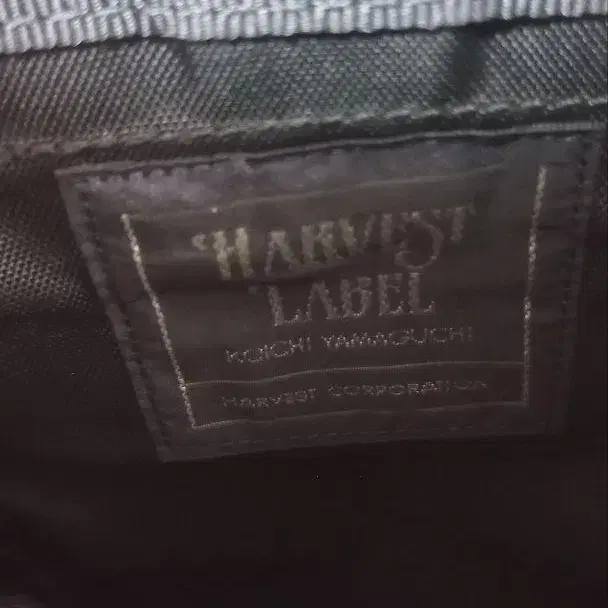 HARVEST
LABEL
KOICHI YAMAGUCHI
HARVEST CORPORATION